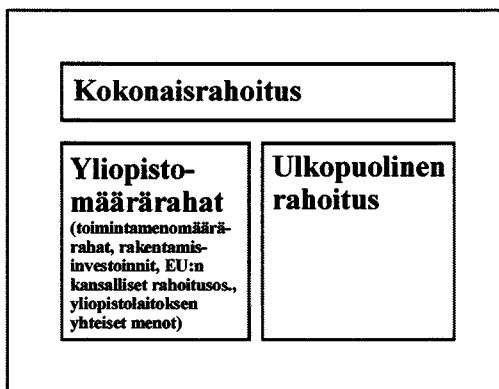 Kokonaisrahoitus
Yliopisto-
määrärahat
(toimintamenomäärä-
rahat, rakentamis-
investoinnit, EU:n
kansalliset rahoitusos.,
yliopistolaitoksen
yhteiset menot)
Ulkopuolinen
rahoitus